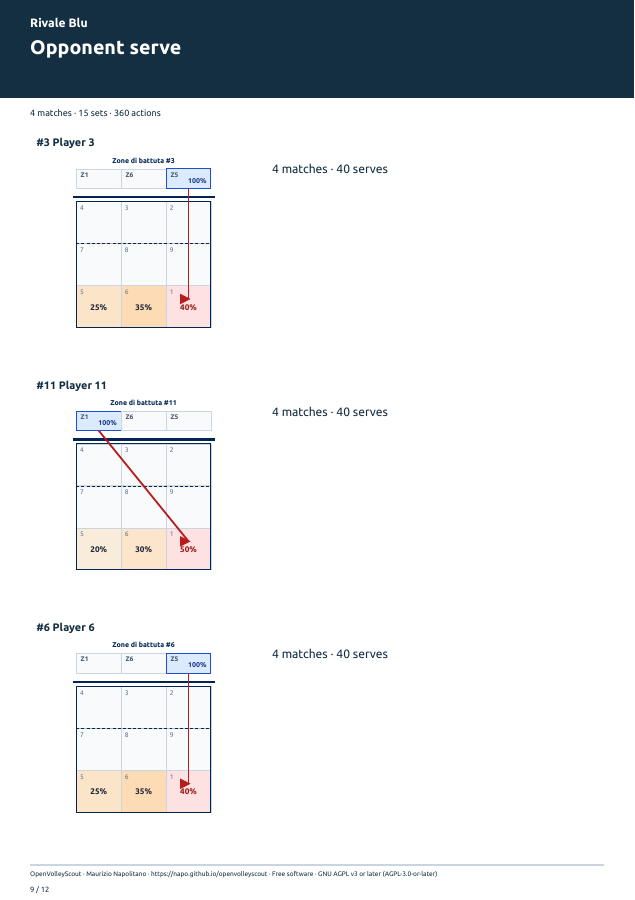 Rivale Blu
Opponent serve
4 matches · 15 sets · 360 actions
#3 Player 3
Zone di battuta #3
4 matches · 40 serves
Z1 Z6 Z5
100%
4 3 2
7 8 9
5 6 1
25% 35% 40%
#11 Player 11
Zone di battuta #11
4 matches · 40 serves
Z1 Z6 Z5
100%
4 3 2
7 8 9
5 6 1
20% 30% 50%
#6 Player 6
Zone di battuta #6
4 matches · 40 serves
Z1 Z6 Z5
100%
4 3 2
7 8 9
5 6 1
25% 35% 40%
OpenVolleyScout · Maurizio Napolitano · https://napo.github.io/openvolleyscout · Free software · GNU AGPL v3 or later (AGPL-3.0-or-later)
9 / 12